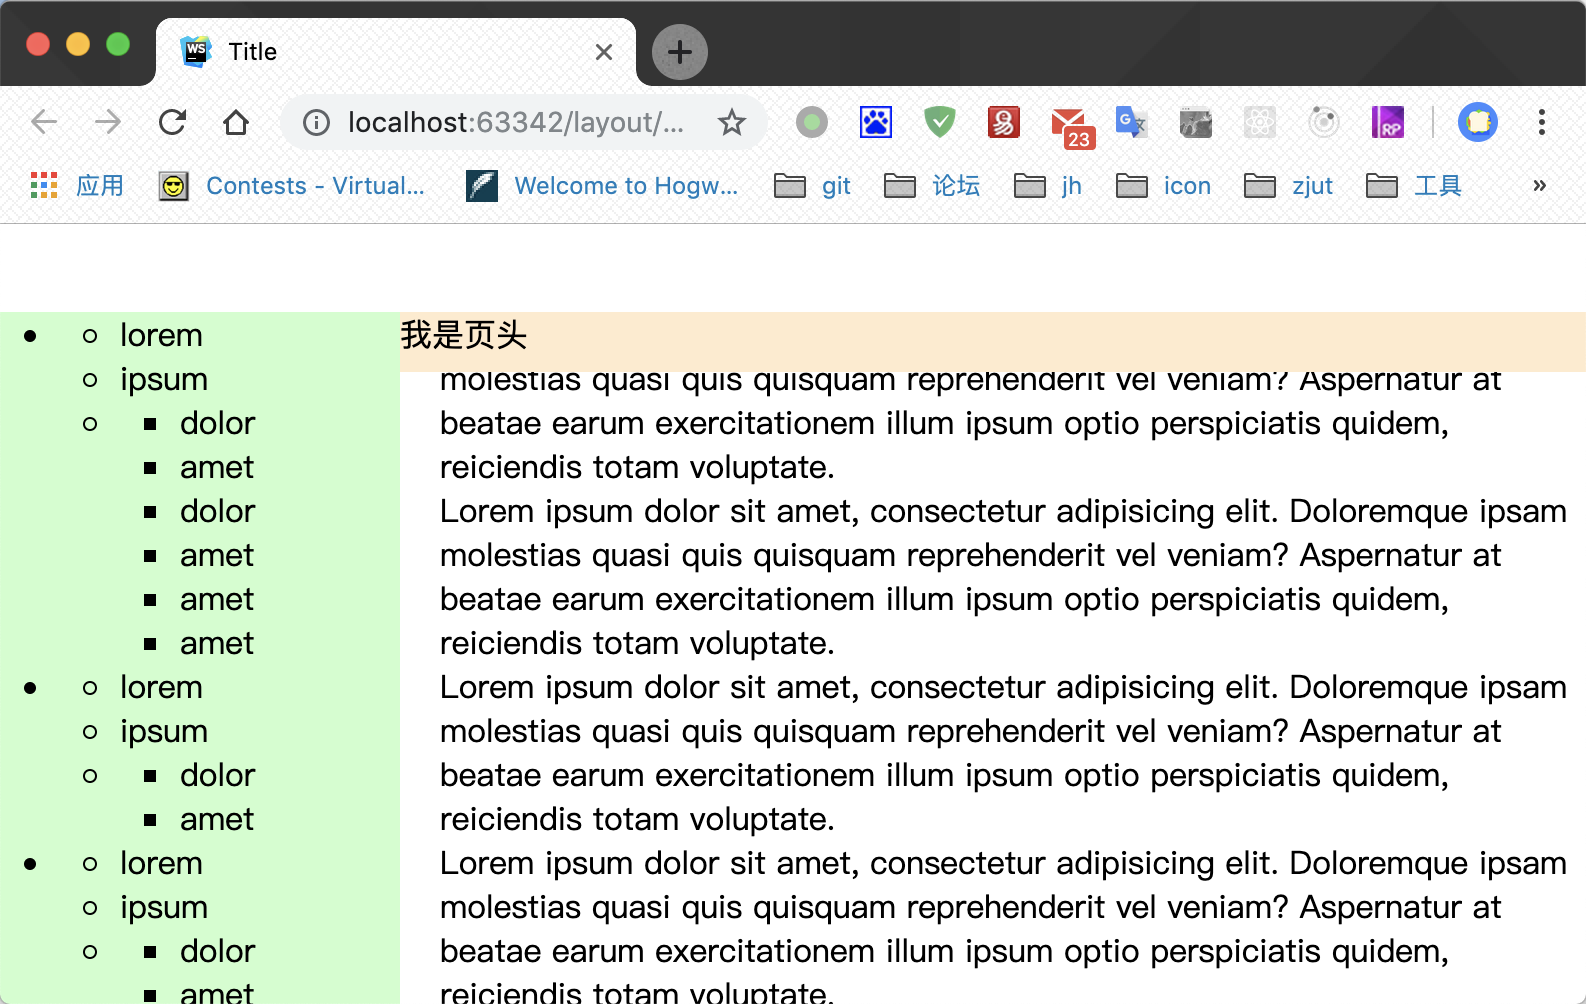 WS
Title
localhost:63342/layout/...
23
RP
应用
Contests - Virtual...
Welcome to Hogw...
git
论坛
jh
icon
zjut
工具
»
lorem
ipsum
dolor
amet
dolor
amet
amet
amet
lorem
ipsum
dolor
amet
lorem
ipsum
dolor
amet
我是页头
molestias quasi quis quisquam reprehenderit vel veniam? Aspernatur at
beatae earum exercitationem illum ipsum optio perspiciatis quidem,
reiciendis totam voluptate.
Lorem ipsum dolor sit amet, consectetur adipisicing elit. Doloremque ipsam
molestias quasi quis quisquam reprehenderit vel veniam? Aspernatur at
beatae earum exercitationem illum ipsum optio perspiciatis quidem,
reiciendis totam voluptate.
Lorem ipsum dolor sit amet, consectetur adipisicing elit. Doloremque ipsam
molestias quasi quis quisquam reprehenderit vel veniam? Aspernatur at
beatae earum exercitationem illum ipsum optio perspiciatis quidem,
reiciendis totam voluptate.
Lorem ipsum dolor sit amet, consectetur adipisicing elit. Doloremque ipsam
molestias quasi quis quisquam reprehenderit vel veniam? Aspernatur at
beatae earum exercitationem illum ipsum optio perspiciatis quidem,
reiciendis totam voluptate.